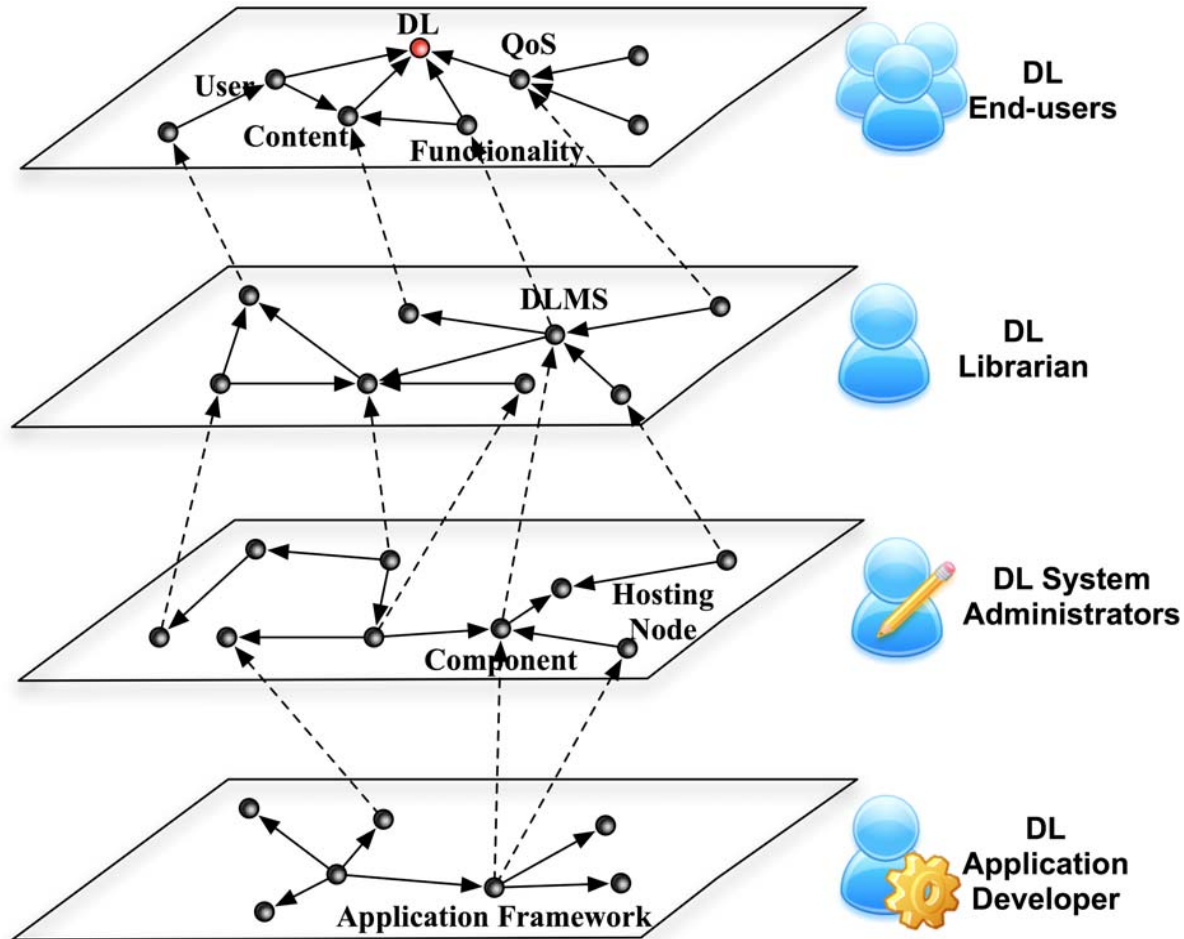 DL
QoS
User
Content
Functionality
DL
End-users
DLMS
DL
Librarian
Hosting
Node
Component
DL System
Administrators
Application Framework
DL
Application
Developer